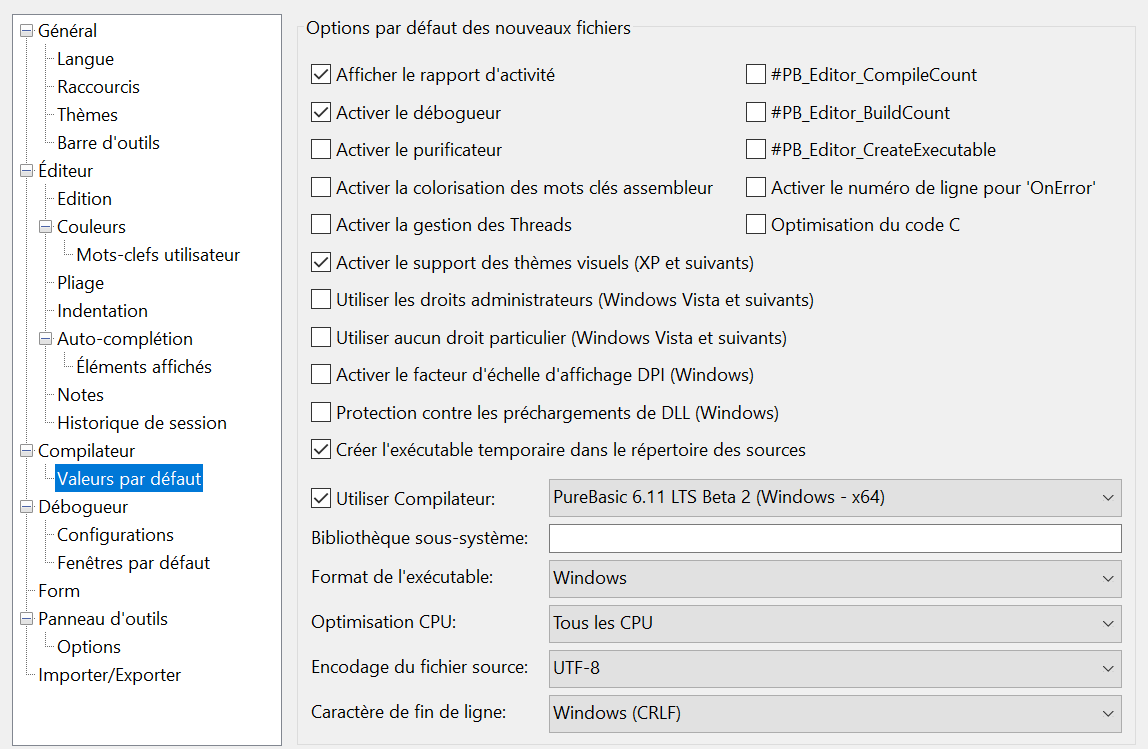 Général
Langue
Raccourcis
Thèmes
Barre d'outils
Éditeur
Edition
Couleurs
Mots-clefs utilisateur
Pliage
Indentation
Auto-complétion
Éléments affichés
Notes
Historique de session
Compilateur
Valeurs par défaut
Débogueur
Configurations
Fenêtres par défaut
Form
Panneau d'outils
Options
Importer/Exporter
Options par défaut des nouveaux fichiers
Afficher le rapport d'activité
#PB_Editor_CompileCount
Activer le débogueur
#PB_Editor_BuildCount
Activer le purificateur
#PB_Editor_CreateExecutable
Activer la colorisation des mots clés assembleur
Activer le numéro de ligne pour 'OnError'
Activer la gestion des Threads
Optimisation du code C
Activer le support des thèmes visuels (XP et suivants)
Utiliser les droits administrateurs (Windows Vista et suivants)
Utiliser aucun droit particulier (Windows Vista et suivants)
Activer le facteur d'échelle d'affichage DPI (Windows)
Protection contre les préchargements de DLL (Windows)
Créer l'exécutable temporaire dans le répertoire des sources
Utiliser Compilateur: PureBasic 6.11 LTS Beta 2 (Windows - x64)
Bibliothèque sous-système:
Format de l'exécutable: Windows
Optimisation CPU: Tous les CPU
Encodage du fichier source: UTF-8
Caractère de fin de ligne: Windows (CRLF)